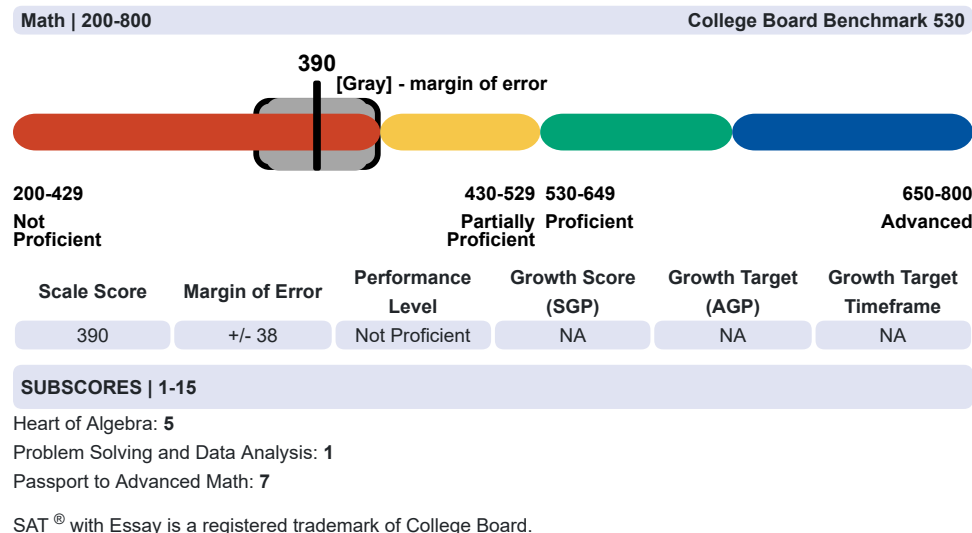 Math | 200-800 College Board Benchmark 530
390
[Gray] - margin of error
200-429 430-529 530-649 650-800
Not Partially Proficient Advanced
Proficient Proficient
Scale Score Margin of Error Performance Level Growth Score (SGP) Growth Target (AGP) Growth Target Timeframe
390 +/- 38 Not Proficient NA NA NA
SUBSCORES | 1-15
Heart of Algebra: 5
Problem Solving and Data Analysis: 1
Passport to Advanced Math: 7
SAT ® with Essay is a registered trademark of College Board.